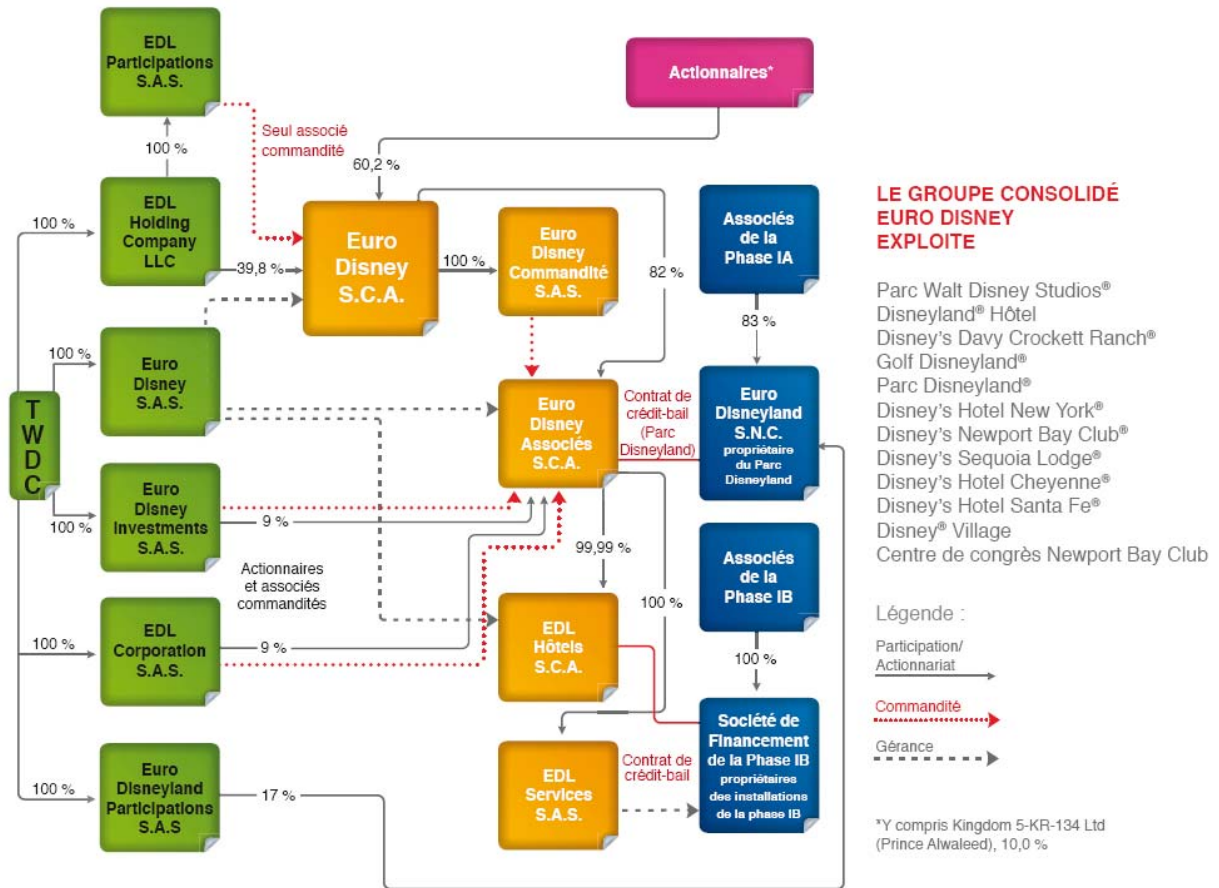 EDL
Participations
S.A.S.
Actionnaires*
Seul associé
commandité
100 %
60,2 %
100 %
EDL
Holding
Company
LLC
39,8 %
Euro
Disney
S.C.A.
100 %
Euro
Disney
Commandité
S.A.S.
82 %
Associés
de la
Phase IA
83 %
100 %
Euro
Disney
S.A.S.
TWDC
Euro
Disney
Associés
S.C.A.
Contrat de
crédit-bail
(Parc
Disneyland)
Euro
Disneyland
S.N.C.
propriétaire
du Parc
Disneyland
100 %
Euro
Disney
Investments
S.A.S.
9 %
99,99 %
Actionnaires
et associés
commandités
100 %
Associés
de la
Phase IB
100 %
100 %
EDL
Corporation
S.A.S.
9 %
EDL
Hôtels
S.C.A.
Société de
Financement
de la Phase IB
propriétaires
des installations
de la phase IB
100 %
Euro
Disneyland
Participations
S.A.S
17 %
EDL
Services
S.A.S.
Contrat de
crédit-bail
LE GROUPE CONSOLIDÉ
EURO DISNEY
EXPLOITE
Parc Walt Disney Studios®
Disneyland® Hôtel
Disney's Davy Crockett Ranch®
Golf Disneyland®
Parc Disneyland®
Disney's Hotel New York®
Disney's Newport Bay Club®
Disney's Sequoia Lodge®
Disney's Hotel Cheyenne®
Disney's Hotel Santa Fe®
Disney® Village
Centre de congrès Newport Bay Club
Légende :
Participation/
Actionnariat
Commandité
Gérance
*Y compris Kingdom 5-KR-134 Ltd
(Prince Alwaleed), 10,0 %